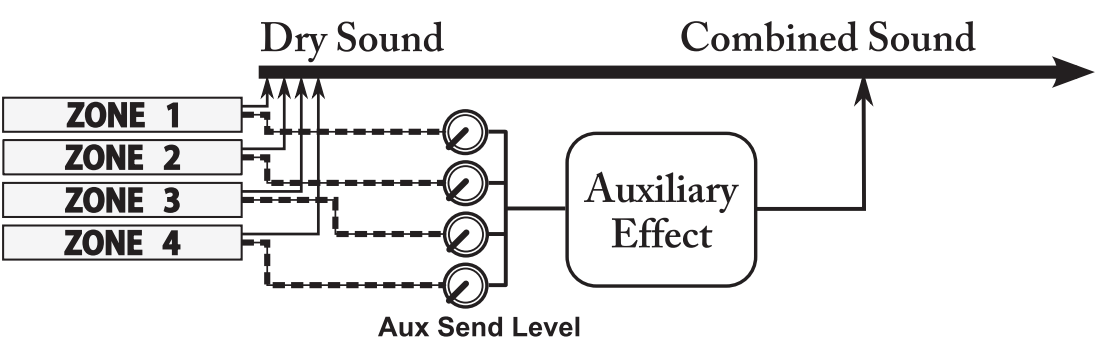 Dry Sound
Combined Sound
ZONE 1
ZONE 2
ZONE 3
ZONE 4
Auxiliary
Effect
Aux Send Level